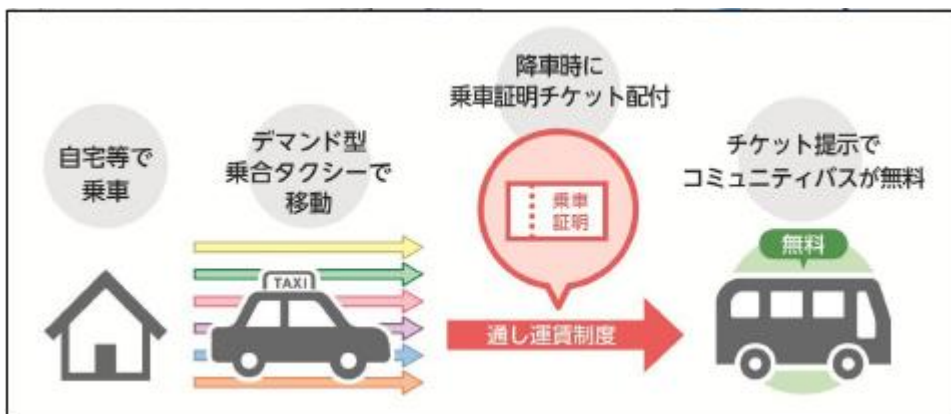 自宅等で
乗車
デマンド型
乗合タクシーで
移動
TAXI
降車時に
乗車証明チケット配付
乗車
証明
通し運賃制度
チケット提示で
コミュニティバスが無料
無料